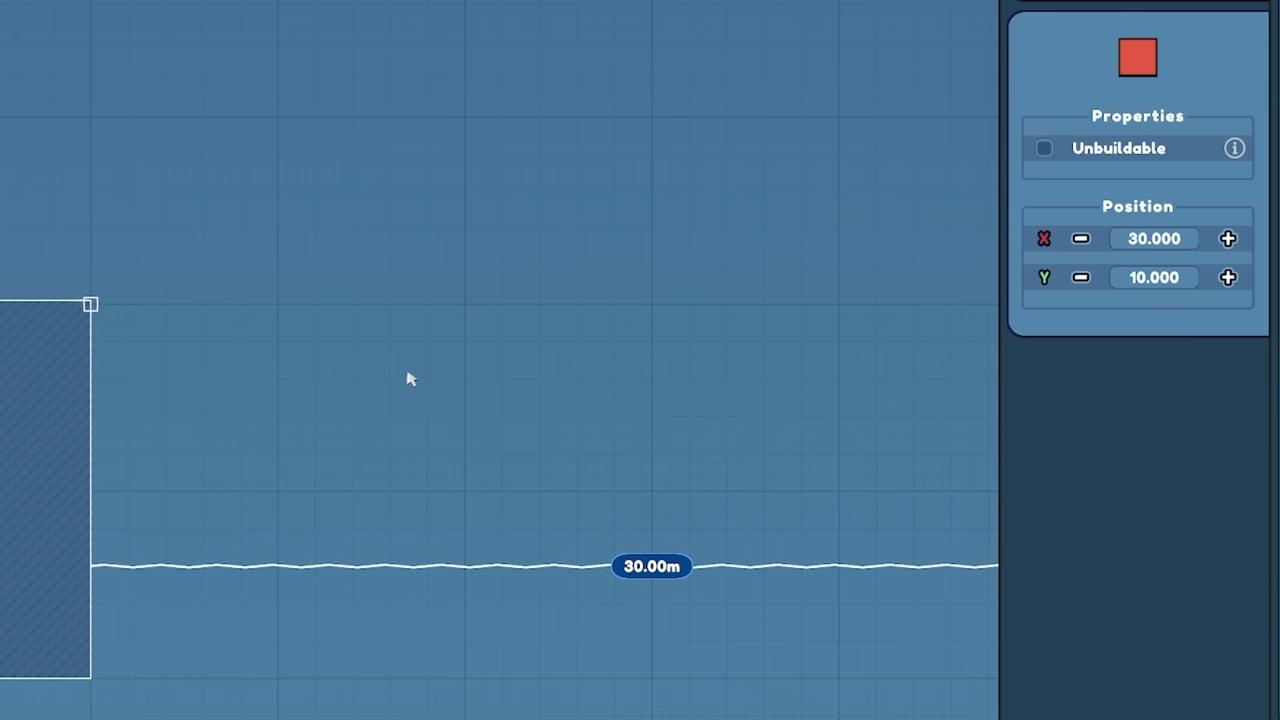 Properties
Unbuildable
Position
X 30.000
Y 10.000
30.00m